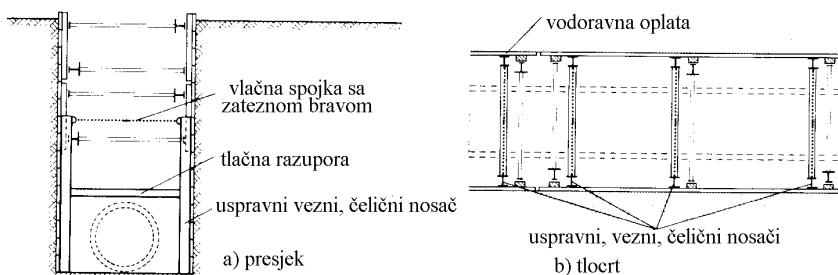 vlačna spojka sa
zateznom bravom
tlačna razupora
uspravni vezni, čelični nosač
a) presjek
vodoravna oplata
uspravni, vezni, čelični nosači
b) tlocrt